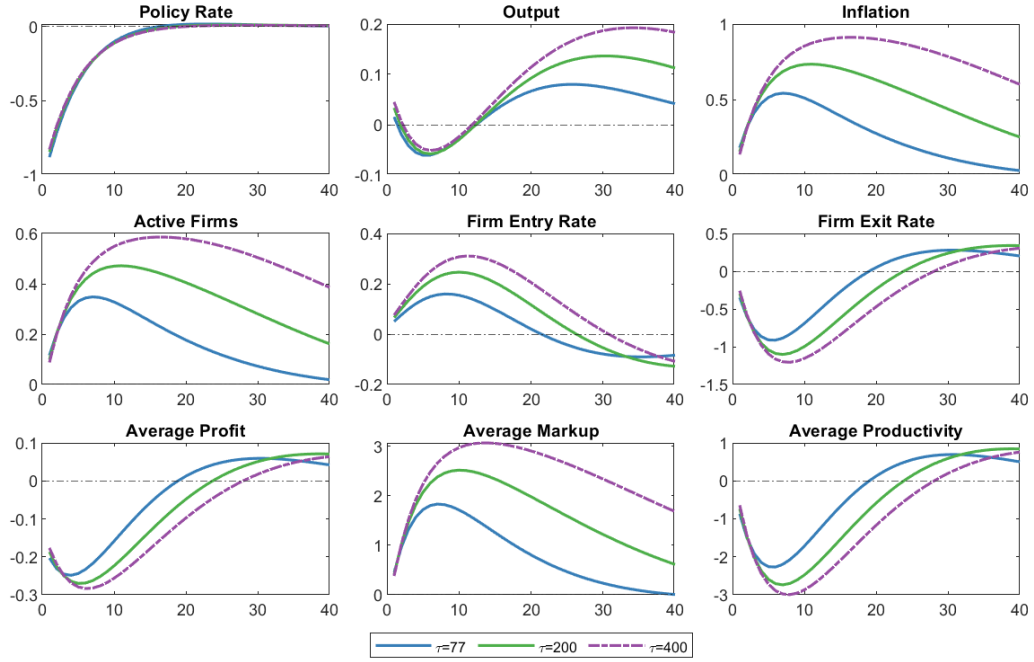 Policy Rate
0
-0.5
-1
0 10 20 30 40
Output
0.2
0.1
0
-0.1
0 10 20 30 40
Inflation
1
0.5
0
0 10 20 30 40
Active Firms
0.6
0.4
0.2
0
0 10 20 30 40
Firm Entry Rate
0.4
0.2
0
-0.2
0 10 20 30 40
Firm Exit Rate
0.5
0
-0.5
-1
-1.5
0 10 20 30 40
Average Profit
0.1
0
-0.1
-0.2
-0.3
0 10 20 30 40
Average Markup
3
2
1
0
0 10 20 30 40
Average Productivity
1
0
-1
-2
-3
0 10 20 30 40
τ=77 τ=200 τ=400